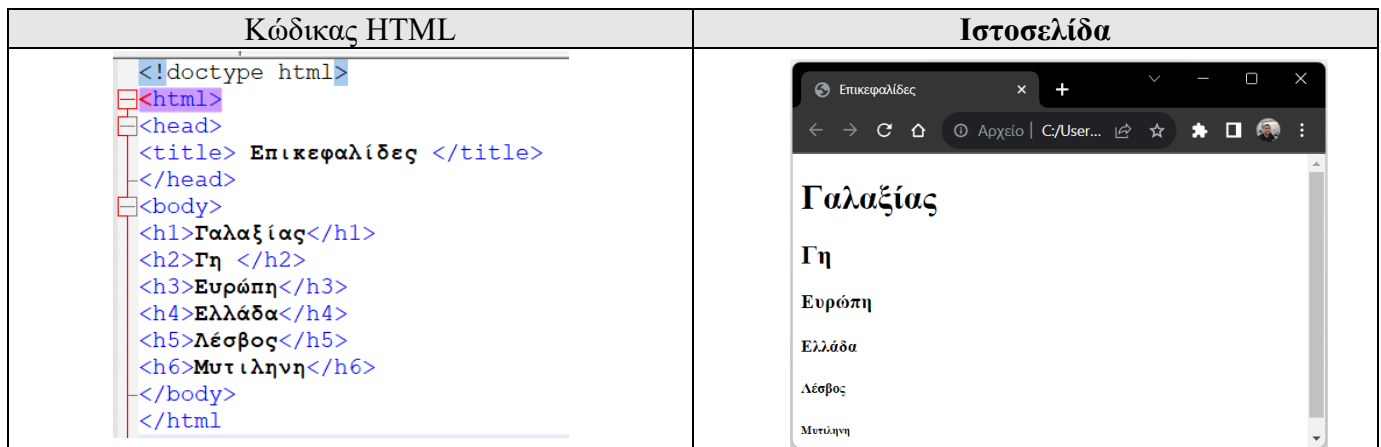 Κώδικας HTML
Ιστοσελίδα
<!doctype html>
<html>
<head>
<title> Επικεφαλίδες </title>
</head>
<body>
<h1>Γαλαξίας</h1>
<h2>Γη </h2>
<h3>Ευρώπη</h3>
<h4>Ελλάδα</h4>
<h5>Λέσβος</h5>
<h6>Μυτιληνη</h6>
</body>
</html
Επικεφαλίδες
Αρχείο | C:/User...
Γαλαξίας
Γη
Ευρώπη
Ελλάδα
Λέσβος
Μυτιληνη